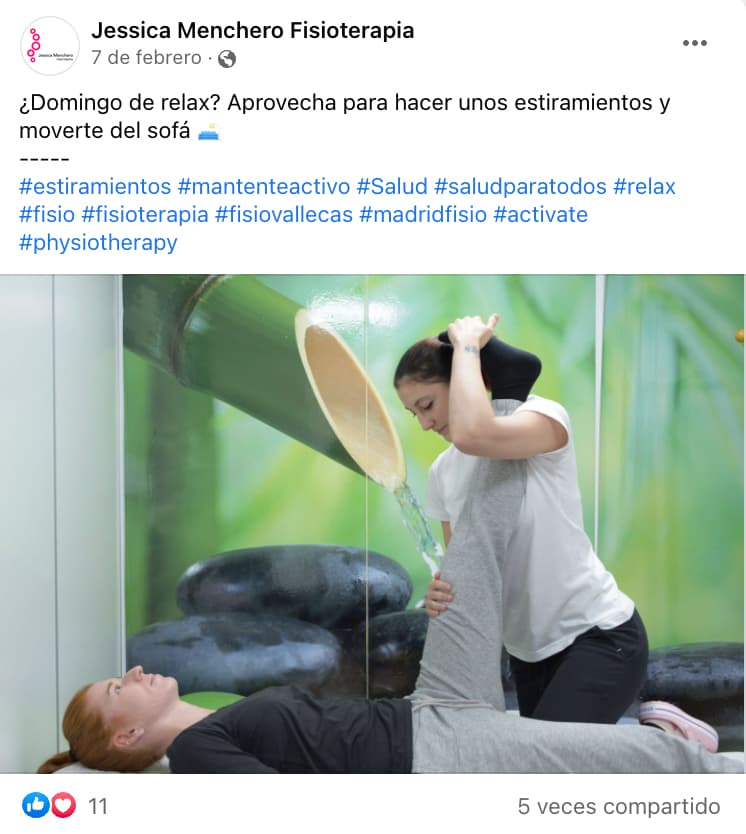 Jessica Menchero Fisioterapia
7 de febrero ·
¿Domingo de relax? Aprovecha para hacer unos estiramientos y
moverte del sofá 🛋️
-----
#estiramientos #mantenteactivo #Salud #saludparatodos #relax
#fisio #fisioterapia #fisiovallecas #madridfisio #activate
#physiotherapy
11
5 veces compartido